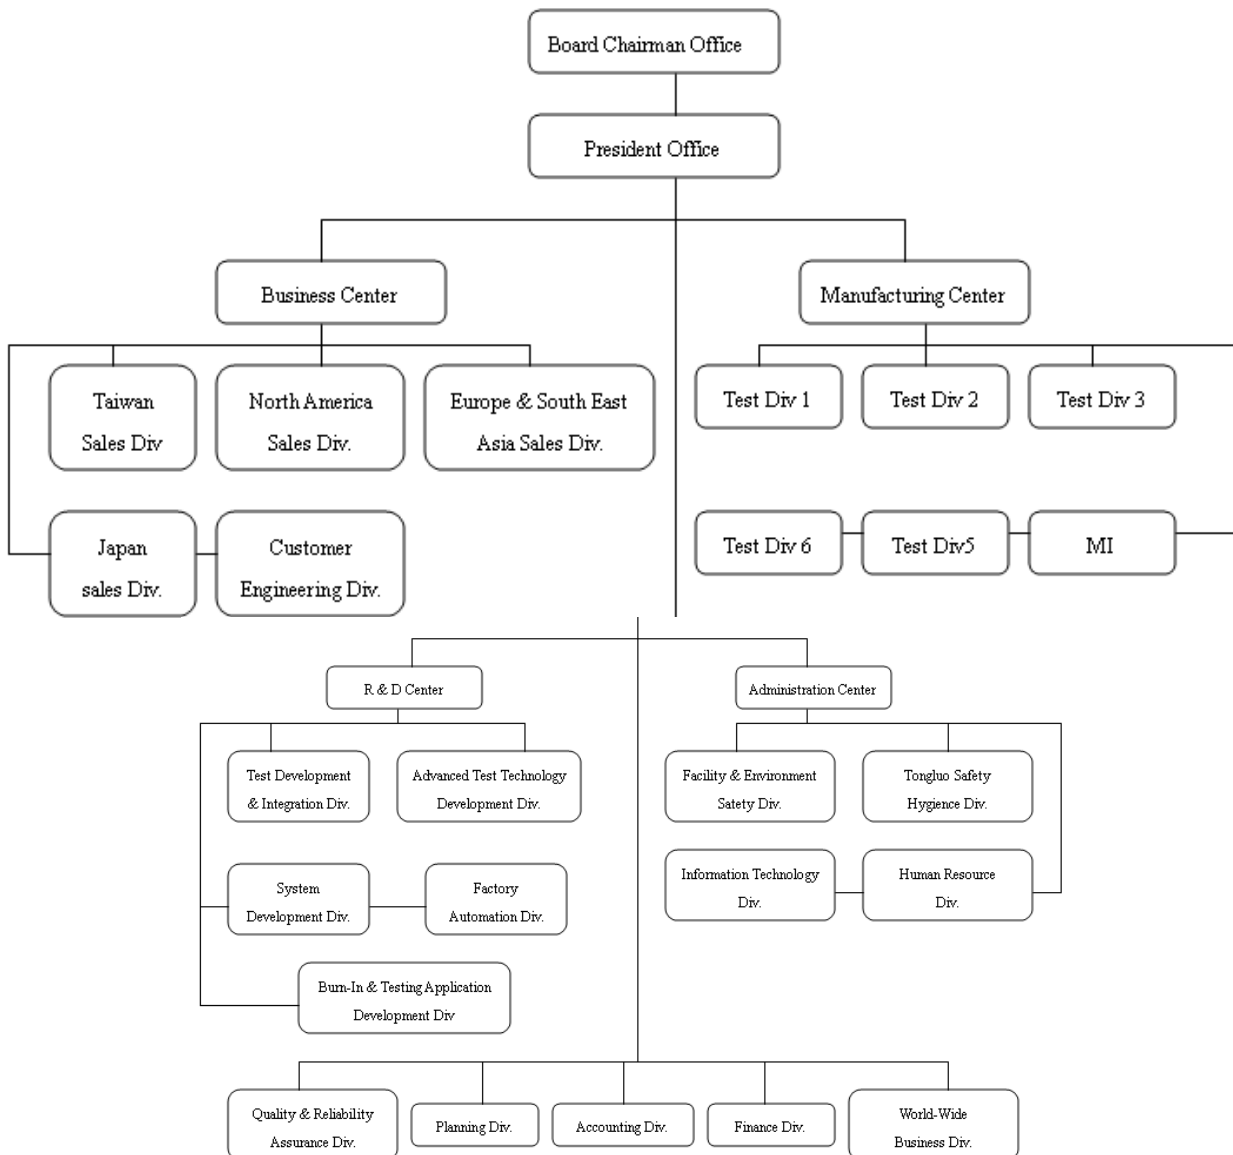 Board Chairman Office
President Office
Business Center
Manufacturing Center
Taiwan
Sales Div
North America
Sales Div.
Europe & South East
Asia Sales Div.
Test Div 1
Test Div 2
Test Div 3
Japan
sales Div.
Customer
Engineering Div.
Test Div 6
Test Div5
MI
R & D Center
Administration Center
Test Development
& Integration Div.
Advanced Test Technology
Development Div.
Facility & Environment
Satety Div.
Tongluo Safety
Hygience Div.
System
Development Div.
Factory
Automation Div.
Information Technology
Div.
Human Resource
Div.
Burn-In & Testing Application
Development Div
Quality & Reliability
Assurance Div.
Planning Div.
Accounting Div.
Finance Div.
World-Wide
Business Div.